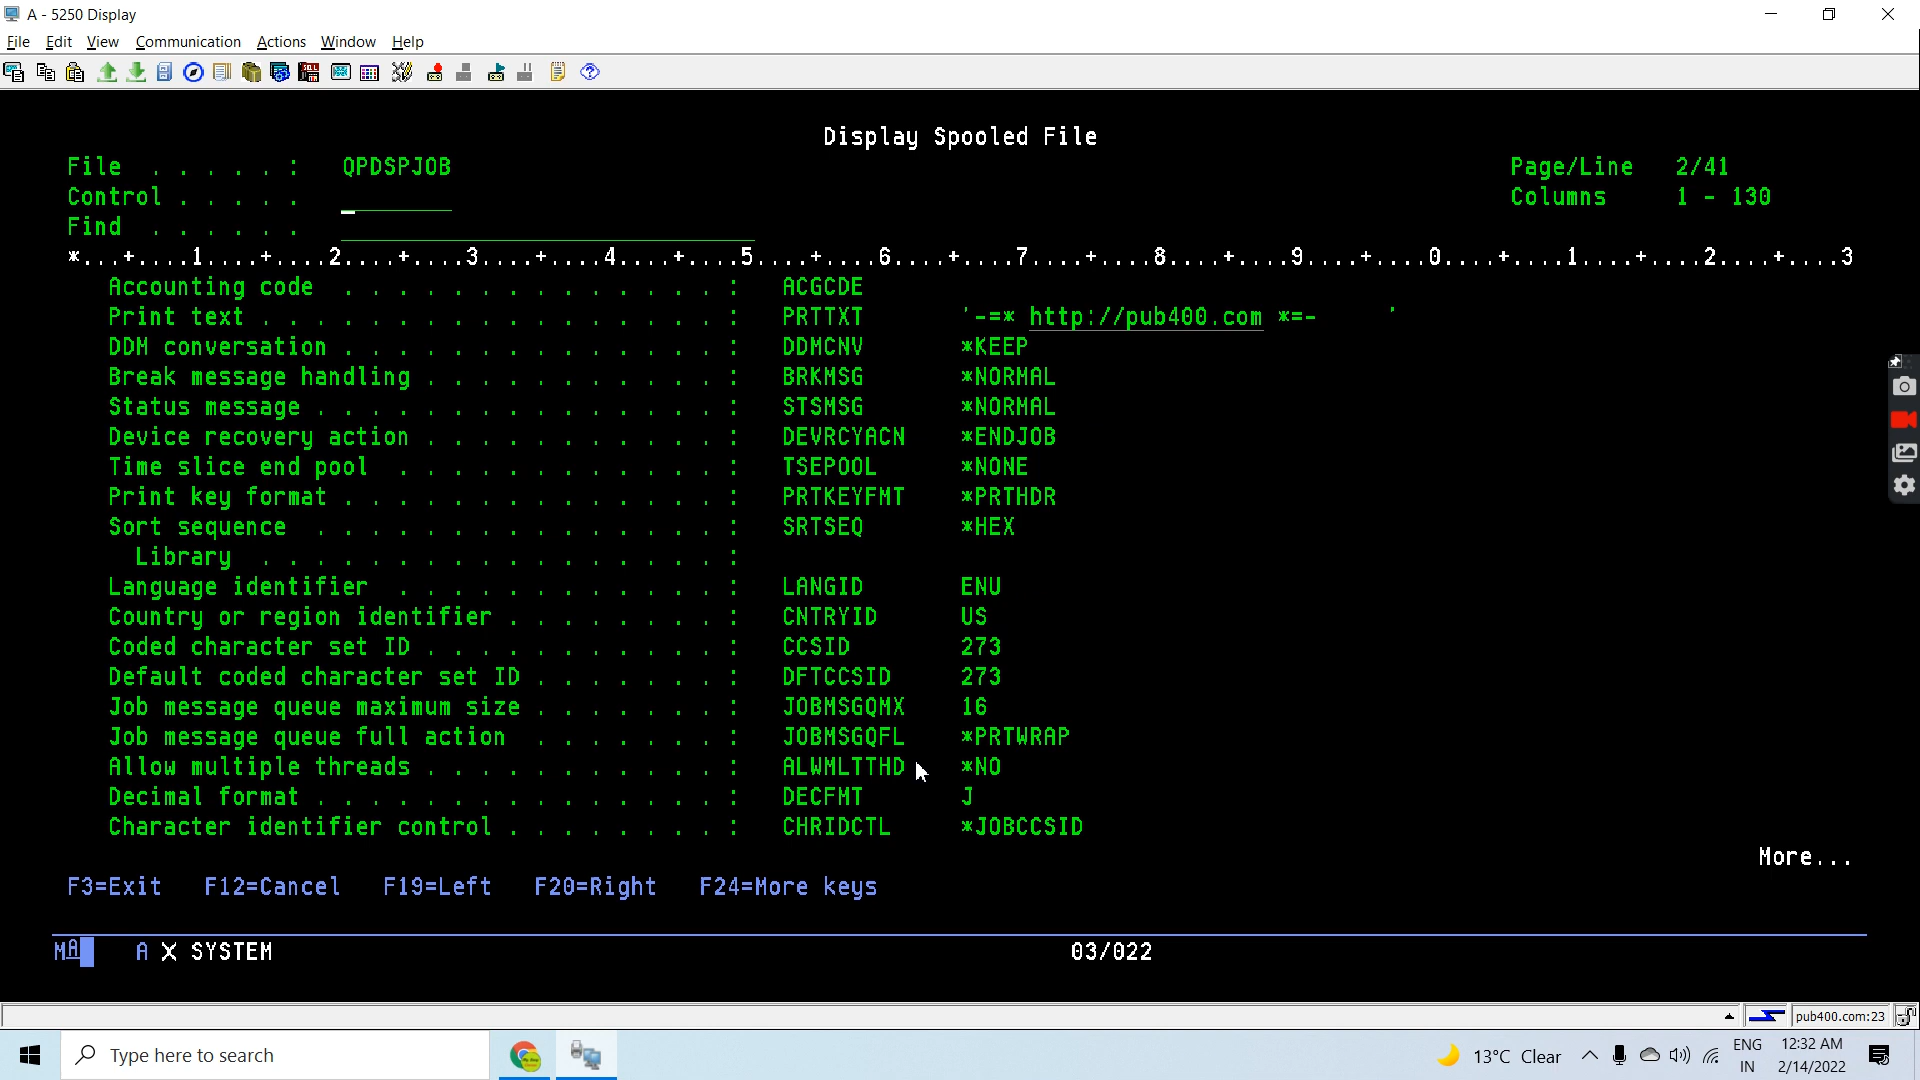 A - 5250 Display
File Edit View Communication Actions Window Help
Display Spooled File
File . . . . . : QPDSPJOB Page/Line 2/41
Control . . . . . Columns 1 - 130
Find . . . . . .
*...+....1....+....2....+....3....+....4....+....5....+....6....+....7....+....8....+....9....+....0....+....1....+....2....+....3
Accounting code . . . . . . . . . . . . . . . : ACGCDE
Print text . . . . . . . . . . . . . . . . . . : PRTTXT '-=* http://pub400.com *=- '
DDM conversation . . . . . . . . . . . . . . . : DDMCNV *KEEP
Break message handling . . . . . . . . . . . . : BRKMSG *NORMAL
Status message . . . . . . . . . . . . . . . . : STSMSG *NORMAL
Device recovery action . . . . . . . . . . . . : DEVRCYACN *ENDJOB
Time slice end pool . . . . . . . . . . . . . : TSEPOOL *NONE
Print key format . . . . . . . . . . . . . . . : PRTKEYFMT *PRTHDR
Sort sequence . . . . . . . . . . . . . . . . : SRTSEQ *HEX
Library . . . . . . . . . . . . . . . . . . :
Language identifier . . . . . . . . . . . . . : LANGID ENU
Country or region identifier . . . . . . . . . : CNTRYID US
Coded character set ID . . . . . . . . . . . . : CCSID 273
Default coded character set ID . . . . . . . . : DFTCCSID 273
Job message queue maximum size . . . . . . . . : JOBMSGQMX 16
Job message queue full action . . . . . . . . : JOBMSGQFL *PRTWRAP
Allow multiple threads . . . . . . . . . . . . : ALWMLTTHD *NO
Decimal format . . . . . . . . . . . . . . . . : DECFMT J
Character identifier control . . . . . . . . . : CHRIDCTL *JOBCCSID
More...
F3=Exit F12=Cancel F19=Left F20=Right F24=More keys
MA A X SYSTEM 03/022
pub400.com:23
Type here to search 13°C Clear ENG IN 12:32 AM 2/14/2022